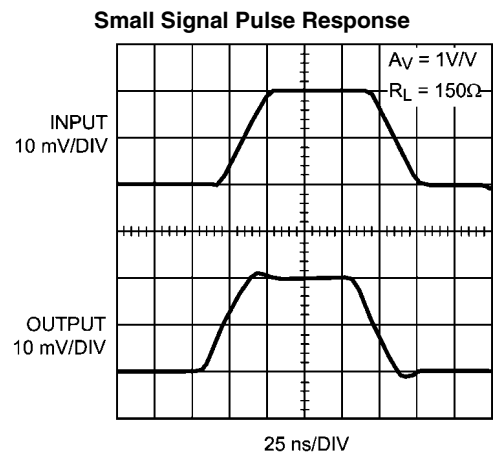 Small Signal Pulse Response
A_V = 1V/V
R_L = 150Ω
INPUT
10 mV/DIV
OUTPUT
10 mV/DIV
25 ns/DIV